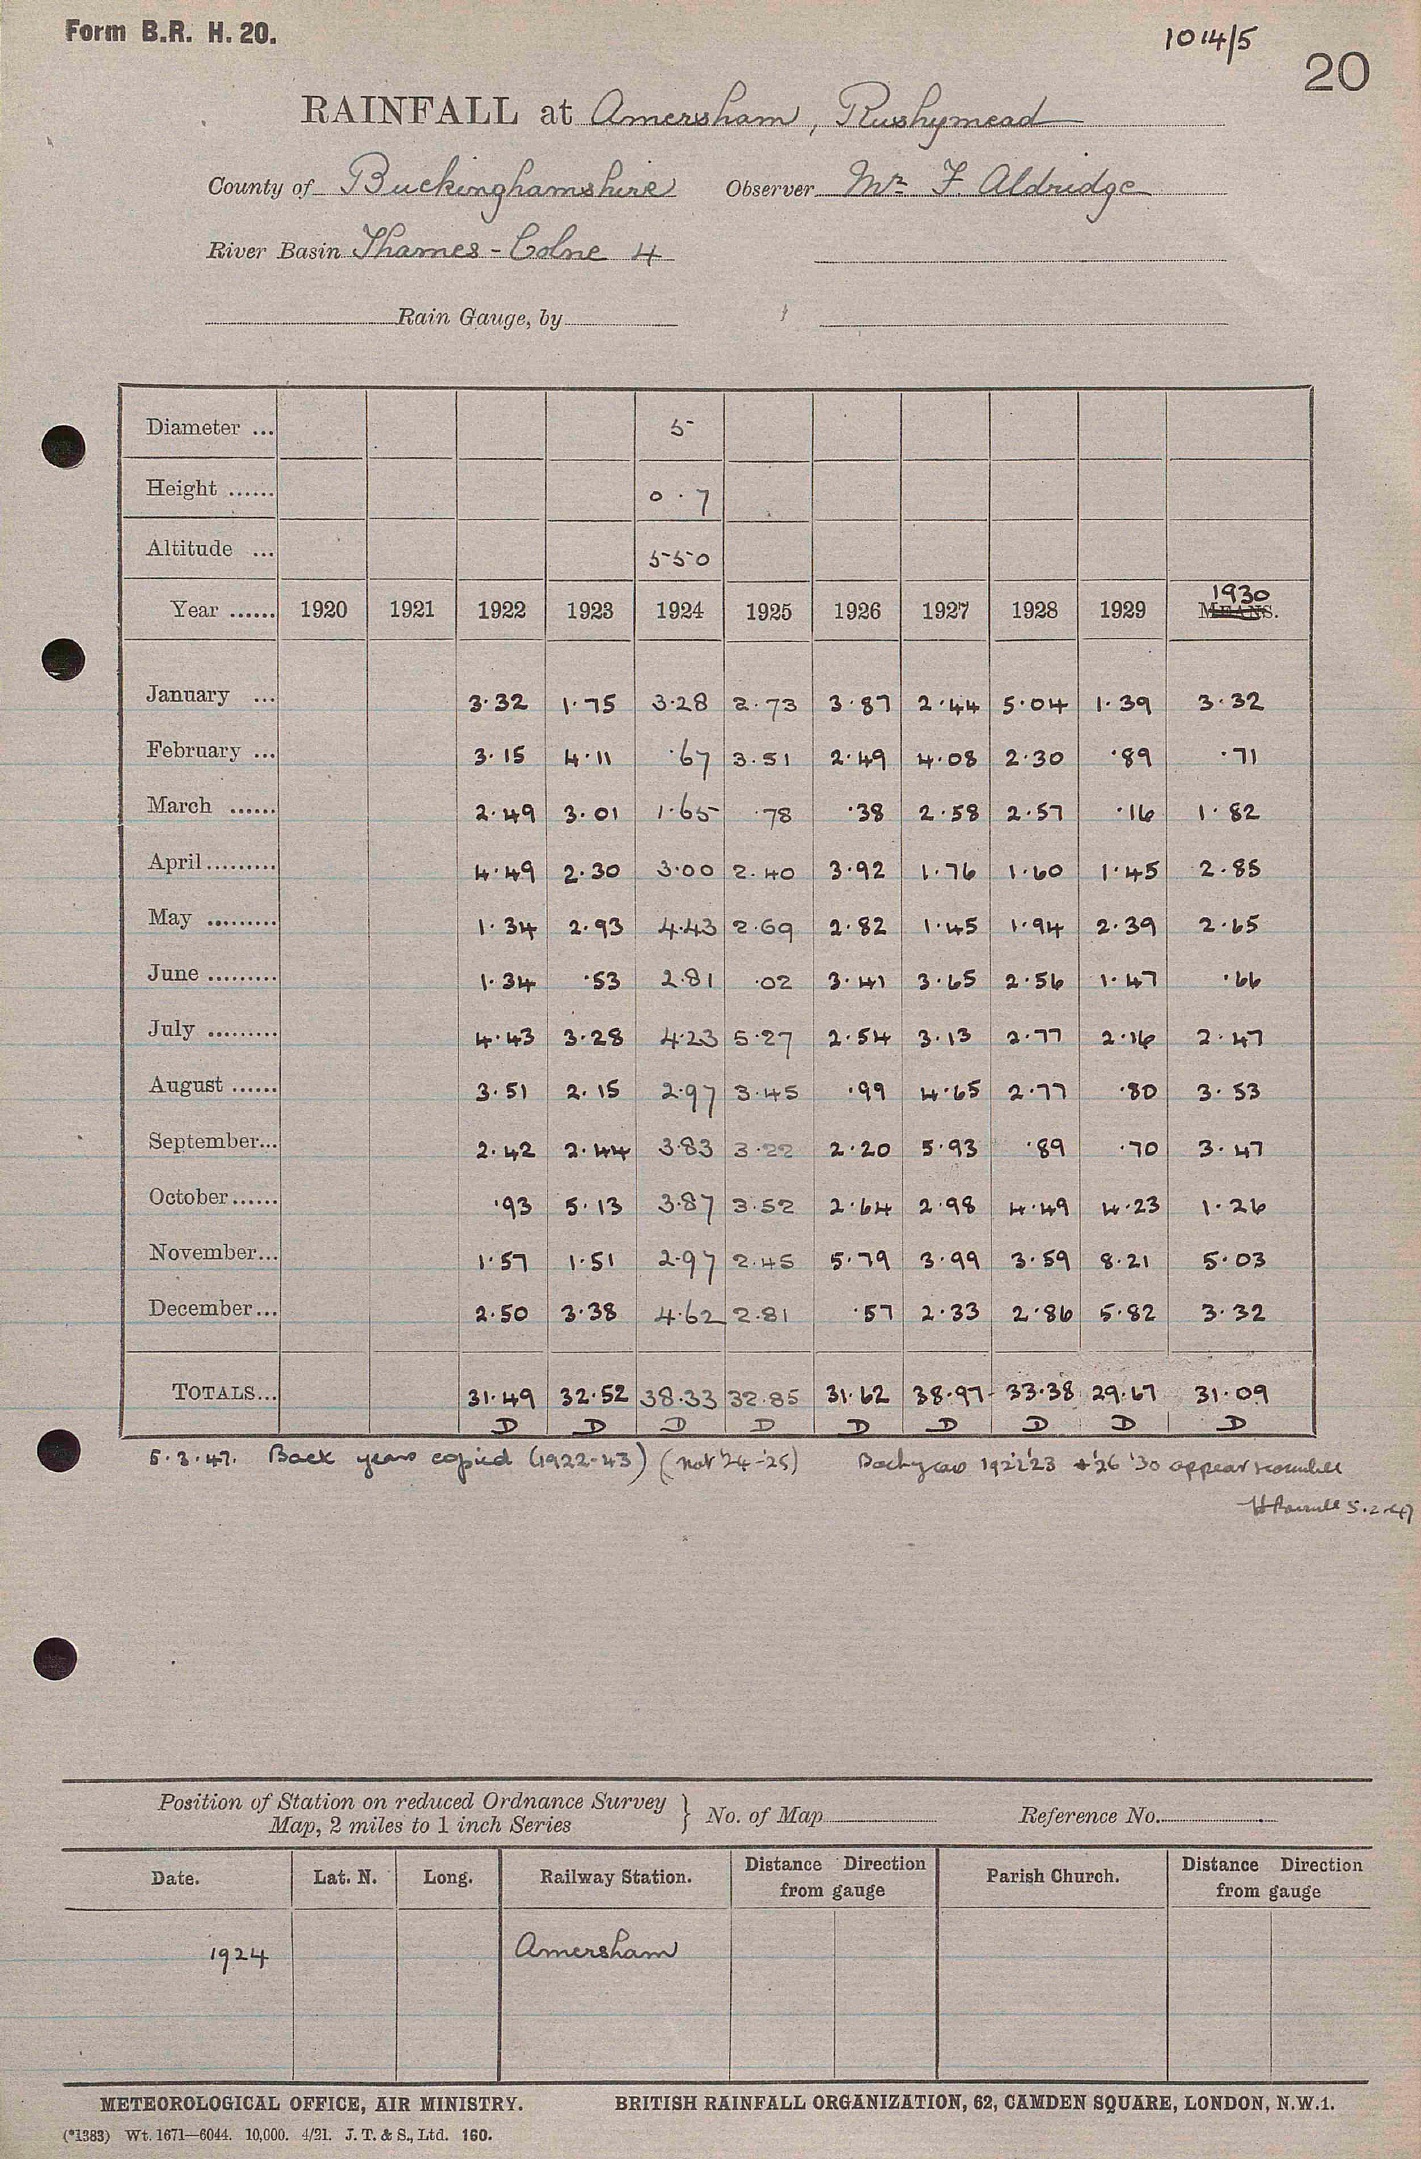 Form B.R. H. 20.
1014/5
20
RAINFALL at Amersham, Rushymead
County of Buckinghamshire Observer Mr F. Aldridge
River Basin Thames-Colne 4
Rain Gauge, by
Diameter ... 5
Height ...... 0.7
Altitude ... 550
Year ...... 1920 1921 1922 1923 1924 1925 1926 1927 1928 1929 MEANS. 1930
January ... 3.32 1.75 3.28 2.73 3.87 2.44 5.04 1.39 3.32
February ... 3.15 4.11 .67 3.51 2.49 4.08 2.30 .89 .71
March ...... 2.49 3.01 1.65 .78 .38 2.58 2.57 .16 1.82
April......... 4.49 2.30 3.00 2.40 3.92 1.76 1.60 1.45 2.85
May ......... 1.34 2.93 4.43 2.69 2.82 1.45 1.94 2.39 2.65
June ......... 1.34 .53 2.81 .02 3.41 3.65 2.56 1.47 .66
July ......... 4.43 3.28 4.23 5.27 2.54 3.13 2.77 2.16 2.47
August ...... 3.51 2.15 2.97 3.45 .99 4.65 2.77 .80 3.53
September... 2.42 2.44 3.83 3.22 2.20 5.93 .89 .70 3.47
October...... .93 5.13 3.87 3.52 2.64 2.98 4.49 4.23 1.26
November... 1.57 1.51 2.97 2.45 5.79 3.99 3.59 8.21 5.03
December... 2.50 3.38 4.62 2.81 .57 2.33 2.86 5.82 3.32
TOTALS... 31.49 32.52 38.33 32.85 31.62 38.97 33.38 29.67 31.09
D D D D D D D D D
5.3.47. Back years copied (1922-43) (not '24-'25) Back years 1922'23 + '26 '30 appear
5.2.47
Position of Station on reduced Ordnance Survey
Map, 2 miles to 1 inch Series } No. of Map Reference No.
Date. Lat. N. Long. Railway Station. Distance Direction from gauge Parish Church. Distance Direction from gauge
1924 Amersham
METEOROLOGICAL OFFICE, AIR MINISTRY. BRITISH RAINFALL ORGANIZATION, 62, CAMDEN SQUARE, LONDON, N.W.1.
(*1383) Wt. 1671—6044. 10,000. 4/21. J. T. & S., Ltd. 160.